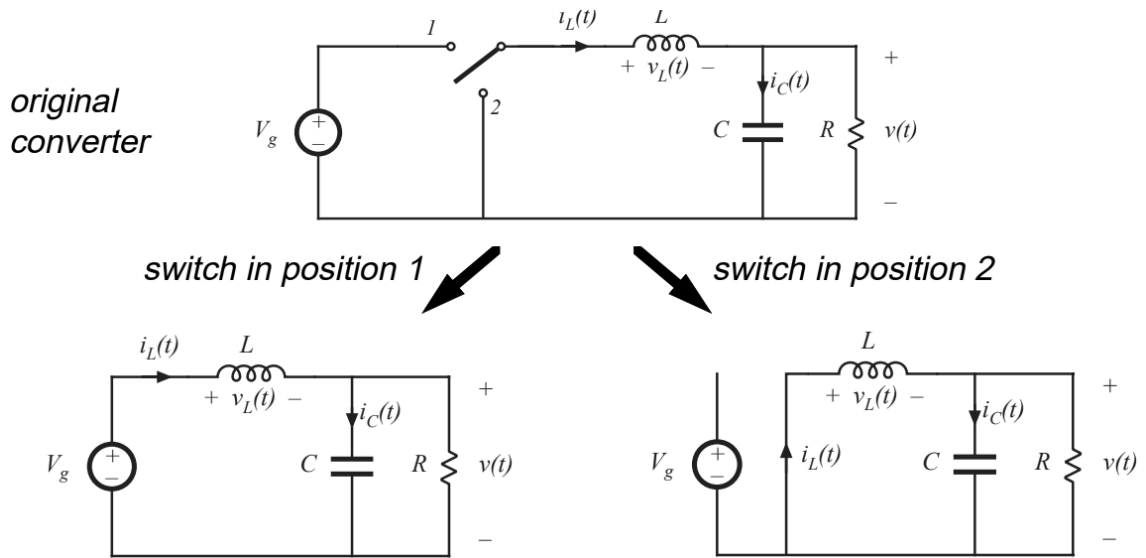 1
i_L(t)
L
+ v_L(t) −
+
2
i_C(t)
original
converter
V_g
+
−
C
R
v(t)
−
switch in position 1
switch in position 2
i_L(t)
L
+ v_L(t) −
+
i_C(t)
V_g
+
−
C
R
v(t)
−
L
+ v_L(t) −
+
i_C(t)
V_g
+
−
i_L(t)
C
R
v(t)
−